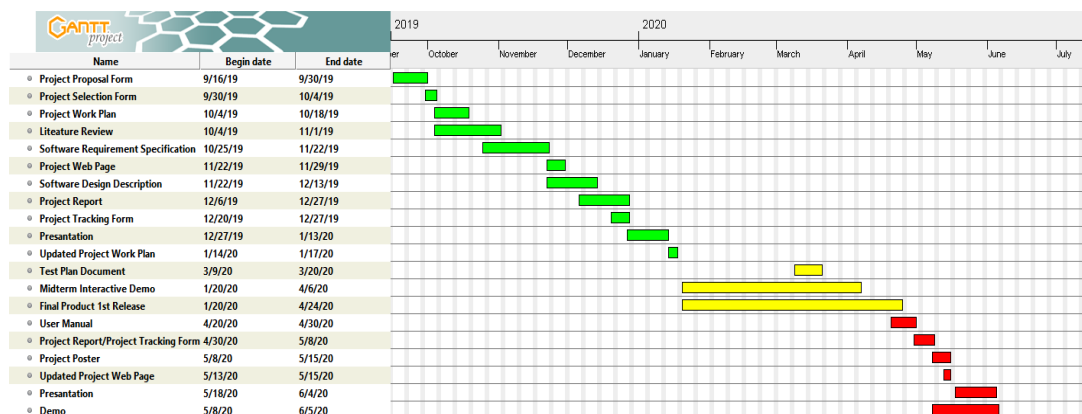 GANTT project
2019 2020
er October November December January February March April May June July
Name Begin date End date
Project Proposal Form 9/16/19 9/30/19
Project Selection Form 9/30/19 10/4/19
Project Work Plan 10/4/19 10/18/19
Liteature Review 10/4/19 11/1/19
Software Requirement Specification 10/25/19 11/22/19
Project Web Page 11/22/19 11/29/19
Software Design Description 11/22/19 12/13/19
Project Report 12/6/19 12/27/19
Project Tracking Form 12/20/19 12/27/19
Presantation 12/27/19 1/13/20
Updated Project Work Plan 1/14/20 1/17/20
Test Plan Document 3/9/20 3/20/20
Midterm Interactive Demo 1/20/20 4/6/20
Final Product 1st Release 1/20/20 4/24/20
User Manual 4/20/20 4/30/20
Project Report/Project Tracking Form 4/30/20 5/8/20
Project Poster 5/8/20 5/15/20
Updated Project Web Page 5/13/20 5/15/20
Presantation 5/18/20 6/4/20
Demo 5/8/20 6/5/20